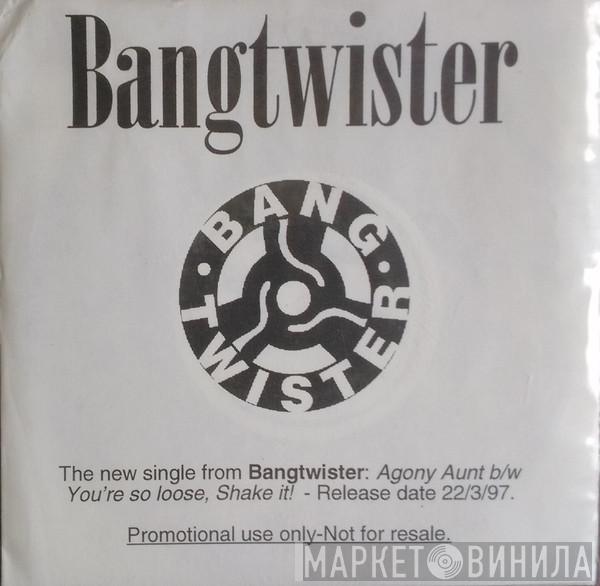 Bangtwister
• BANG •
TWISTER
The new single from Bangtwister: Agony Aunt b/w
You're so loose, Shake it! - Release date 22/3/97.
Promotional use only-Not for resale.
МАРКЕТ ВИНИЛА